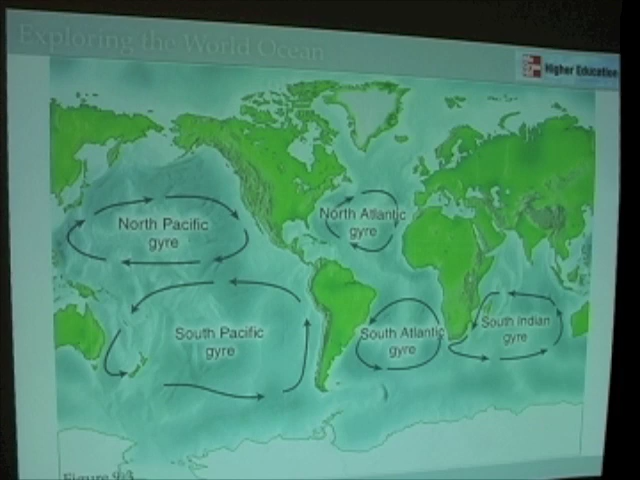 Exploring the World Ocean
Higher Education
North Pacific
gyre
North Atlantic
gyre
South Pacific
gyre
South Atlantic
gyre
South Indian
gyre
Figure 9.3